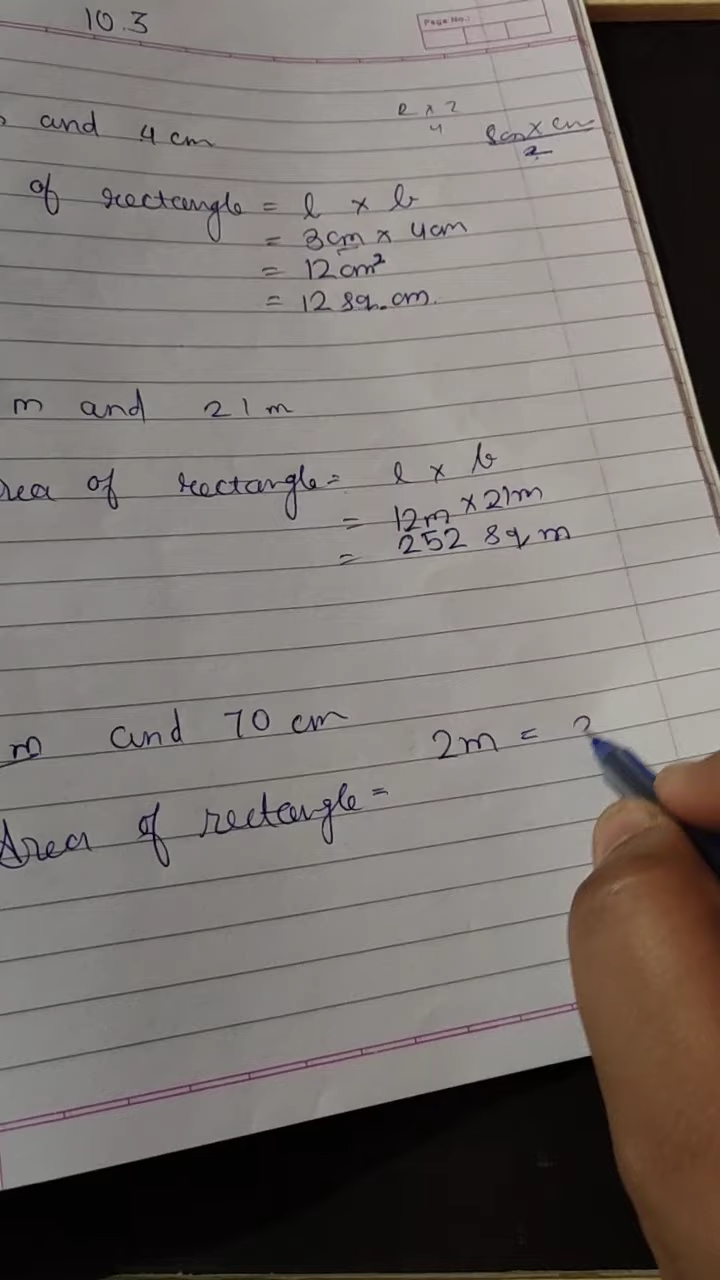 10.3
Page No.:
and 4 cm
of rectangle = l × b
= 3cm × 4cm
= 12 cm²
= 12 sq. cm.
m and 21 m
rea of rectangle = l × b
= 12m × 21m
= 252 sq m
m and 70 cm
2m = 2
Area of rectangle =